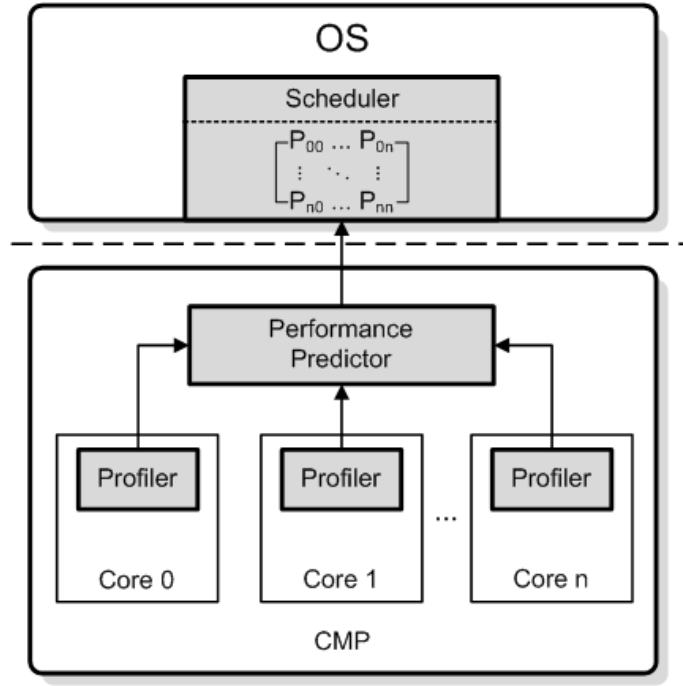 OS
Scheduler
P00 ... P0n
⋮ ⋱ ⋮
Pn0 ... Pnn
Performance
Predictor
Profiler Profiler Profiler
...
Core 0 Core 1 Core n
CMP